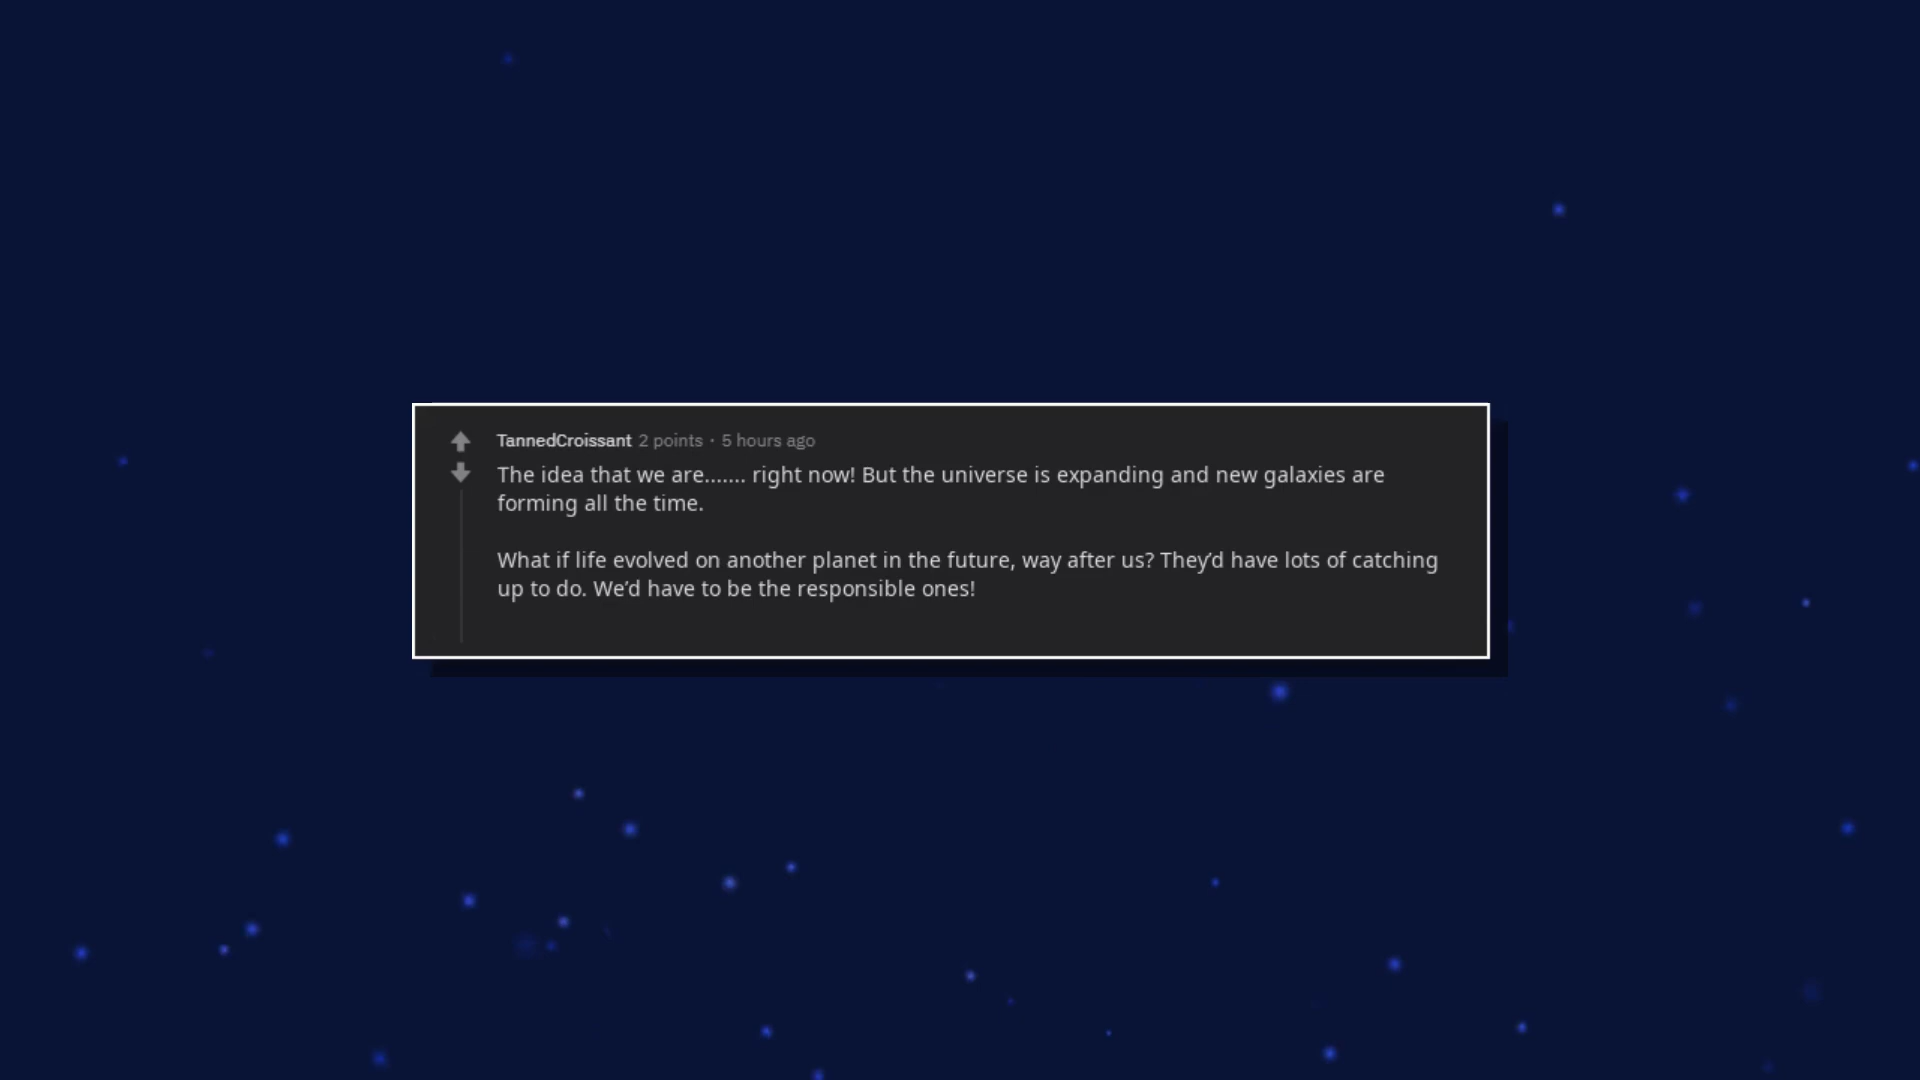 TannedCroissant 2 points · 5 hours ago
The idea that we are....... right now! But the universe is expanding and new galaxies are
forming all the time.
What if life evolved on another planet in the future, way after us? They’d have lots of catching
up to do. We’d have to be the responsible ones!